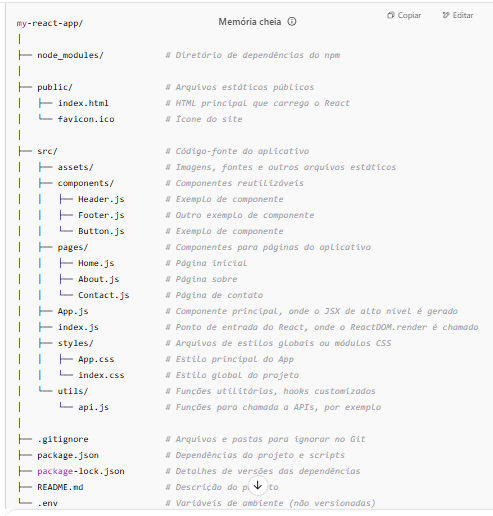 my-react-app/ Memória cheia Copiar Editar
│
├── node_modules/ # Diretório de dependências do npm
│
├── public/ # Arquivos estáticos públicos
│   ├── index.html # HTML principal que carrega o React
│   └── favicon.ico # Ícone do site
│
├── src/ # Código-fonte do aplicativo
│   ├── assets/ # Imagens, fontes e outros arquivos estáticos
│   ├── components/ # Componentes reutilizáveis
│   │   ├── Header.js # Exemplo de componente
│   │   ├── Footer.js # Outro exemplo de componente
│   │   └── Button.js # Exemplo de componente
│   ├── pages/ # Componentes para páginas do aplicativo
│   │   ├── Home.js # Página inicial
│   │   ├── About.js # Página sobre
│   │   └── Contact.js # Página de contato
│   ├── App.js # Componente principal, onde o JSX de alto nível é gerado
│   ├── index.js # Ponto de entrada do React, onde o ReactDOM.render é chamado
│   ├── styles/ # Arquivos de estilos globais ou módulos CSS
│   │   ├── App.css # Estilo principal do App
│   │   └── index.css # Estilo global do projeto
│   └── utils/ # Funções utilitárias, hooks customizados
│       └── api.js # Funções para chamada a APIs, por exemplo
│
├── .gitignore # Arquivos e pastas para ignorar no Git
├── package.json # Dependências do projeto e scripts
├── package-lock.json # Detalhes de versões das dependências
├── README.md # Descrição do
└── .env # Variáveis de ambiente (não versionadas)